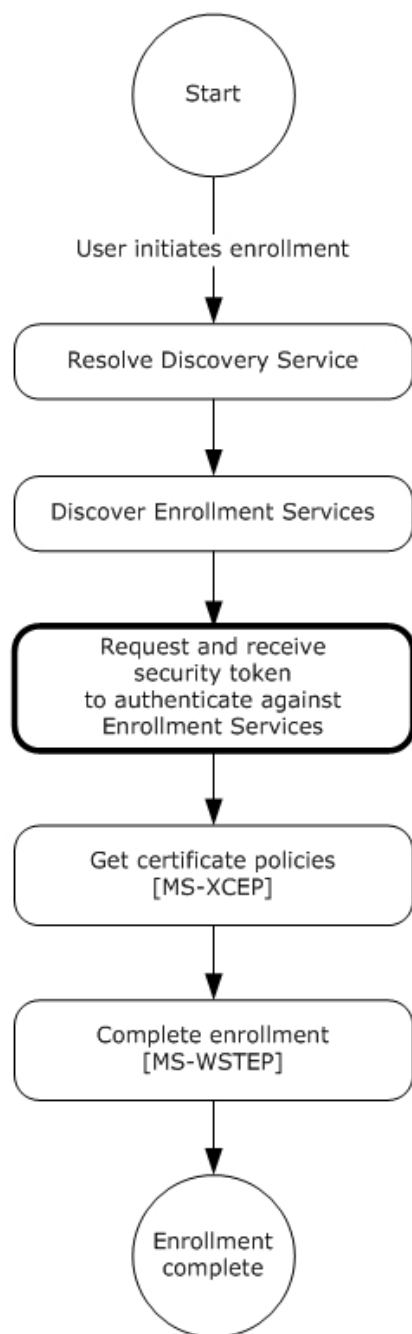 Start
User initiates enrollment
Resolve Discovery Service
Discover Enrollment Services
Request and receive
security token
to authenticate against
Enrollment Services
Get certificate policies
[MS-XCEP]
Complete enrollment
[MS-WSTEP]
Enrollment
complete